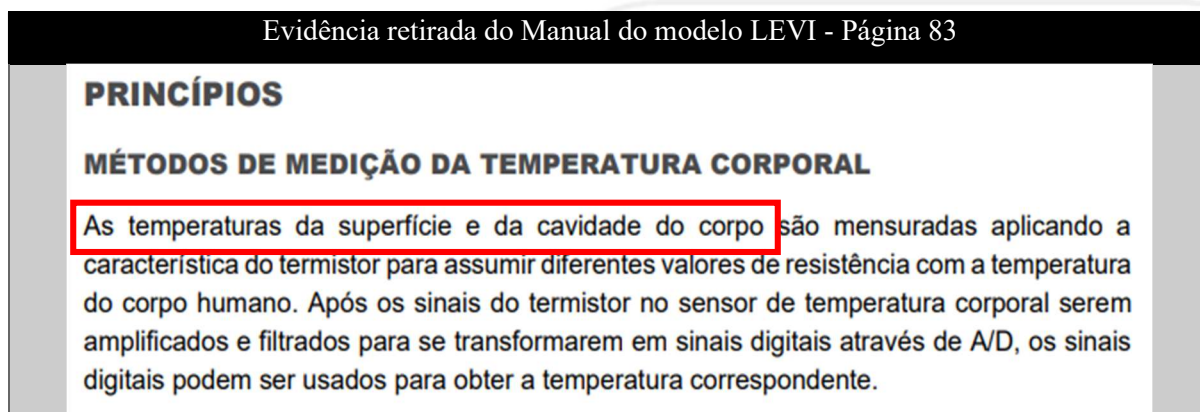 Evidência retirada do Manual do modelo LEVI - Página 83
PRINCÍPIOS
MÉTODOS DE MEDIÇÃO DA TEMPERATURA CORPORAL
As temperaturas da superfície e da cavidade do corpo são mensuradas aplicando a
característica do termistor para assumir diferentes valores de resistência com a temperatura
do corpo humano. Após os sinais do termistor no sensor de temperatura corporal serem
amplificados e filtrados para se transformarem em sinais digitais através de A/D, os sinais
digitais podem ser usados para obter a temperatura correspondente.